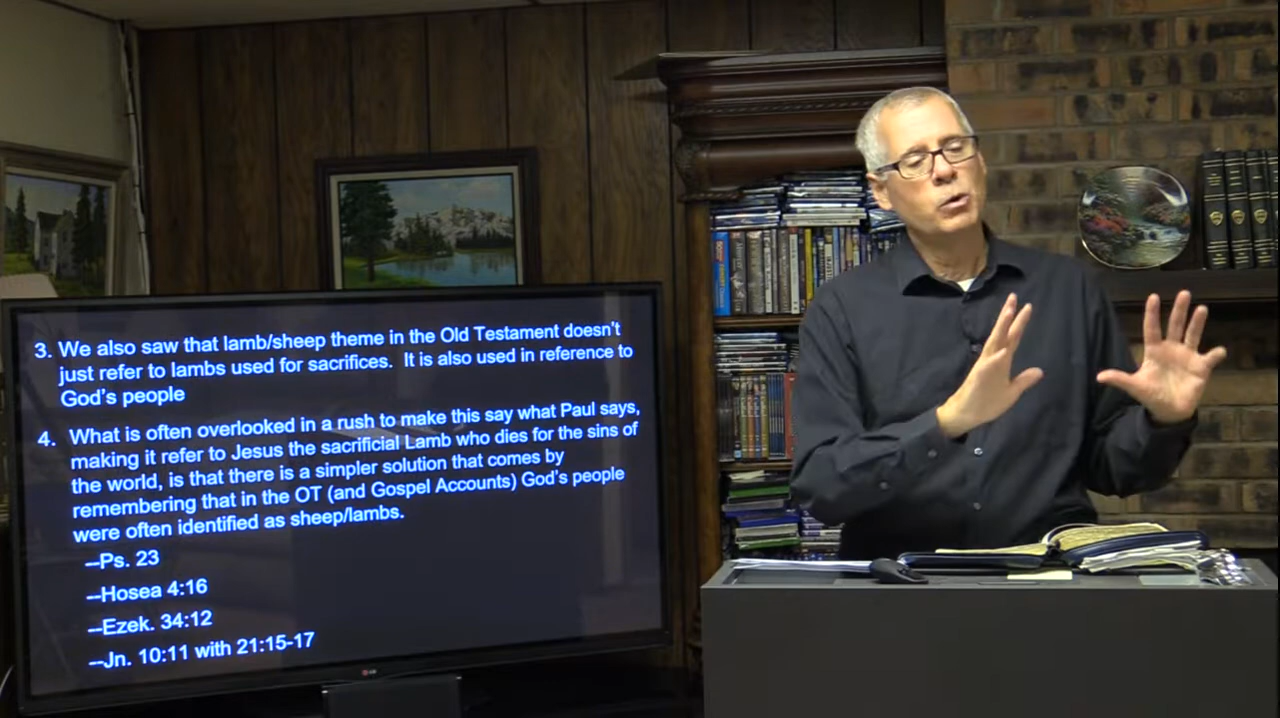 3. We also saw that lamb/sheep theme in the Old Testament doesn't
just refer to lambs used for sacrifices.  It is also used in reference to
God's people
4. What is often overlooked in a rush to make this say what Paul says,
making it refer to Jesus the sacrificial Lamb who dies for the sins of
the world, is that there is a simpler solution that comes by
remembering that in the OT (and Gospel Accounts) God's people
were often identified as sheep/lambs.
--Ps. 23
--Hosea 4:16
--Ezek. 34:12
--Jn. 10:11 with 21:15-17
LG